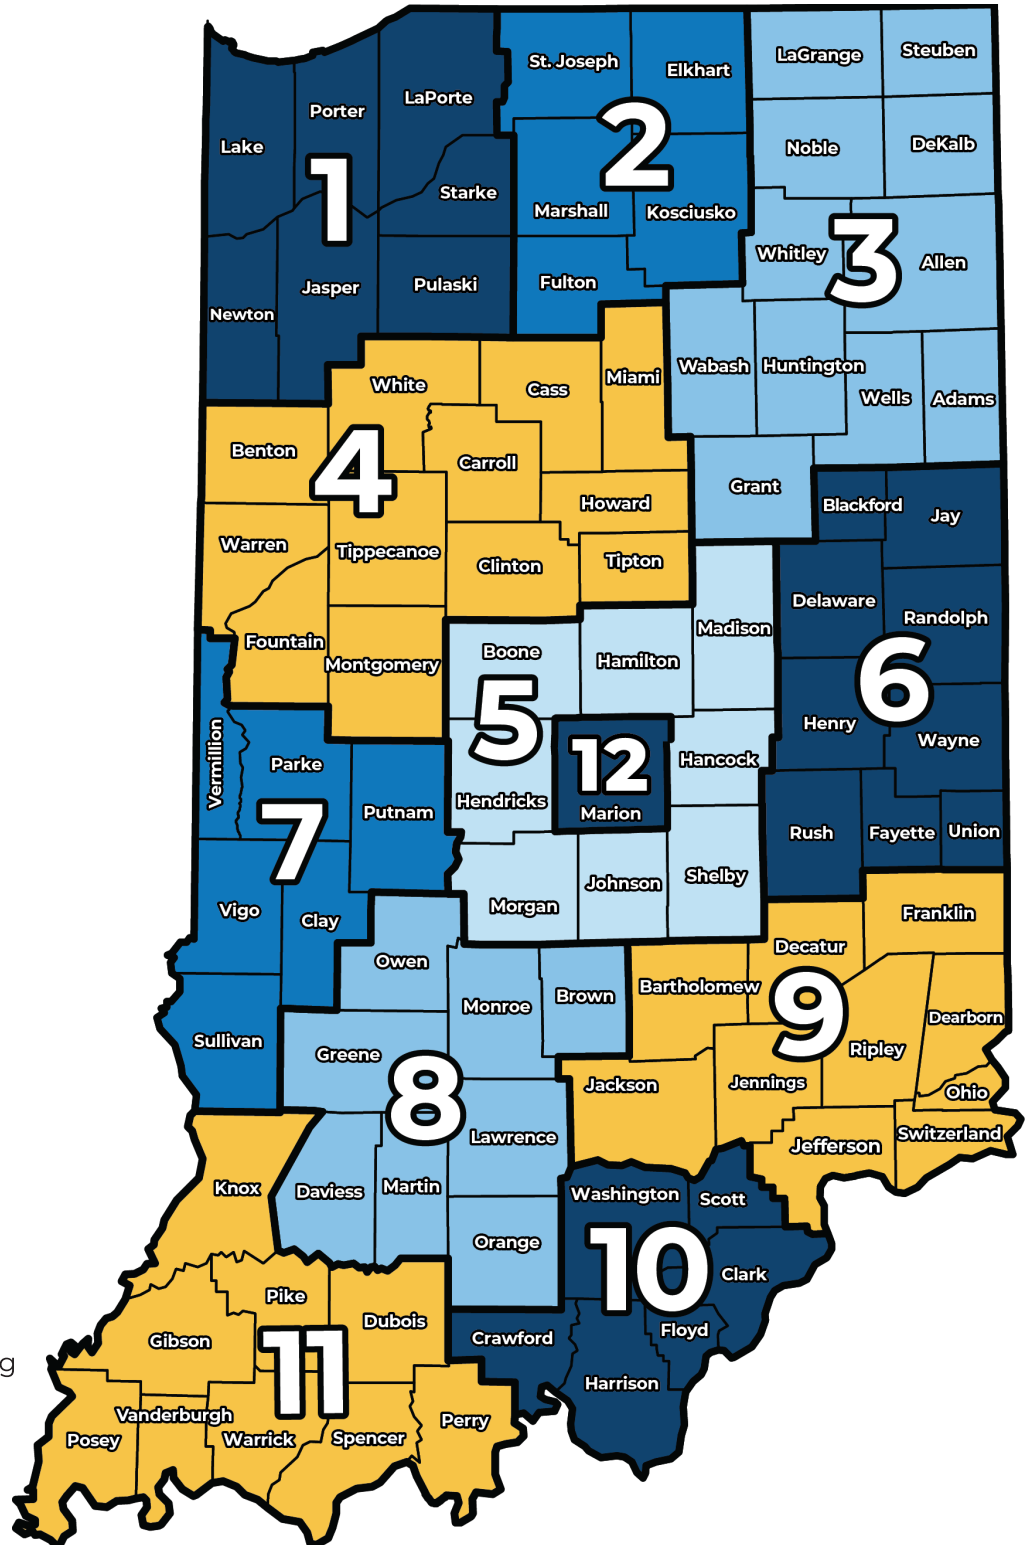 St. Joseph
Elkhart
LaGrange
Steuben
LaPorte
Porter
Lake
2
Noble
DeKalb
1
Starke
Marshall
Kosciusko
Whitley
3
Allen
Jasper
Pulaski
Fulton
Newton
White
Cass
Miami
Wabash
Huntington
Wells
Adams
Benton
4
Carroll
Grant
Howard
Blackford
Jay
Warren
Tippecanoe
Clinton
Tipton
Delaware
Randolph
Fountain
Montgomery
Boone
Hamilton
Madison
6
5
Henry
Wayne
Vermillion
Parke
12
Hancock
Hendricks
Marion
7
Putnam
Rush
Fayette
Union
Vigo
Clay
Morgan
Johnson
Shelby
Franklin
Owen
Decatur
Monroe
Brown
Bartholomew
9
Dearborn
Sullivan
Greene
Ripley
8
Jackson
Jennings
Ohio
Lawrence
Jefferson
Switzerland
Knox
Daviess
Martin
Washington
Scott
Orange
10
Clark
Pike
Dubois
Gibson
Crawford
Floyd
g
11
Harrison
Vanderburgh
Posey
Warrick
Spencer
Perry